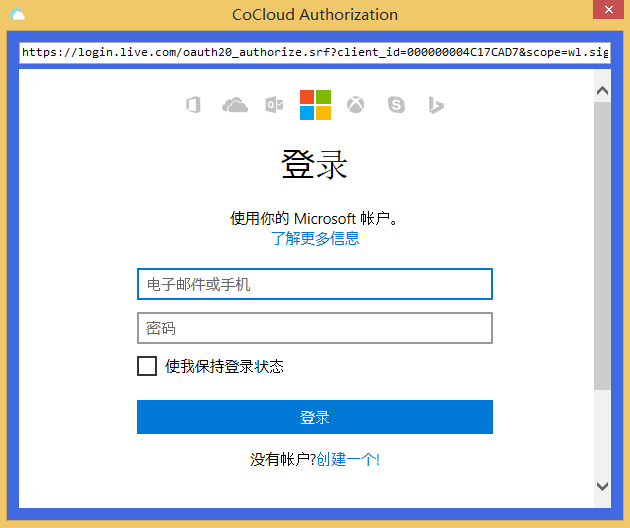 CoCloud Authorization
https://login.live.com/oauth20_authorize.srf?client_id=000000004C17CAD7&scope=wl.sig
登录
使用你的 Microsoft 帐户。
了解更多信息
电子邮件或手机
密码
使我保持登录状态
登录
没有帐户?创建一个!